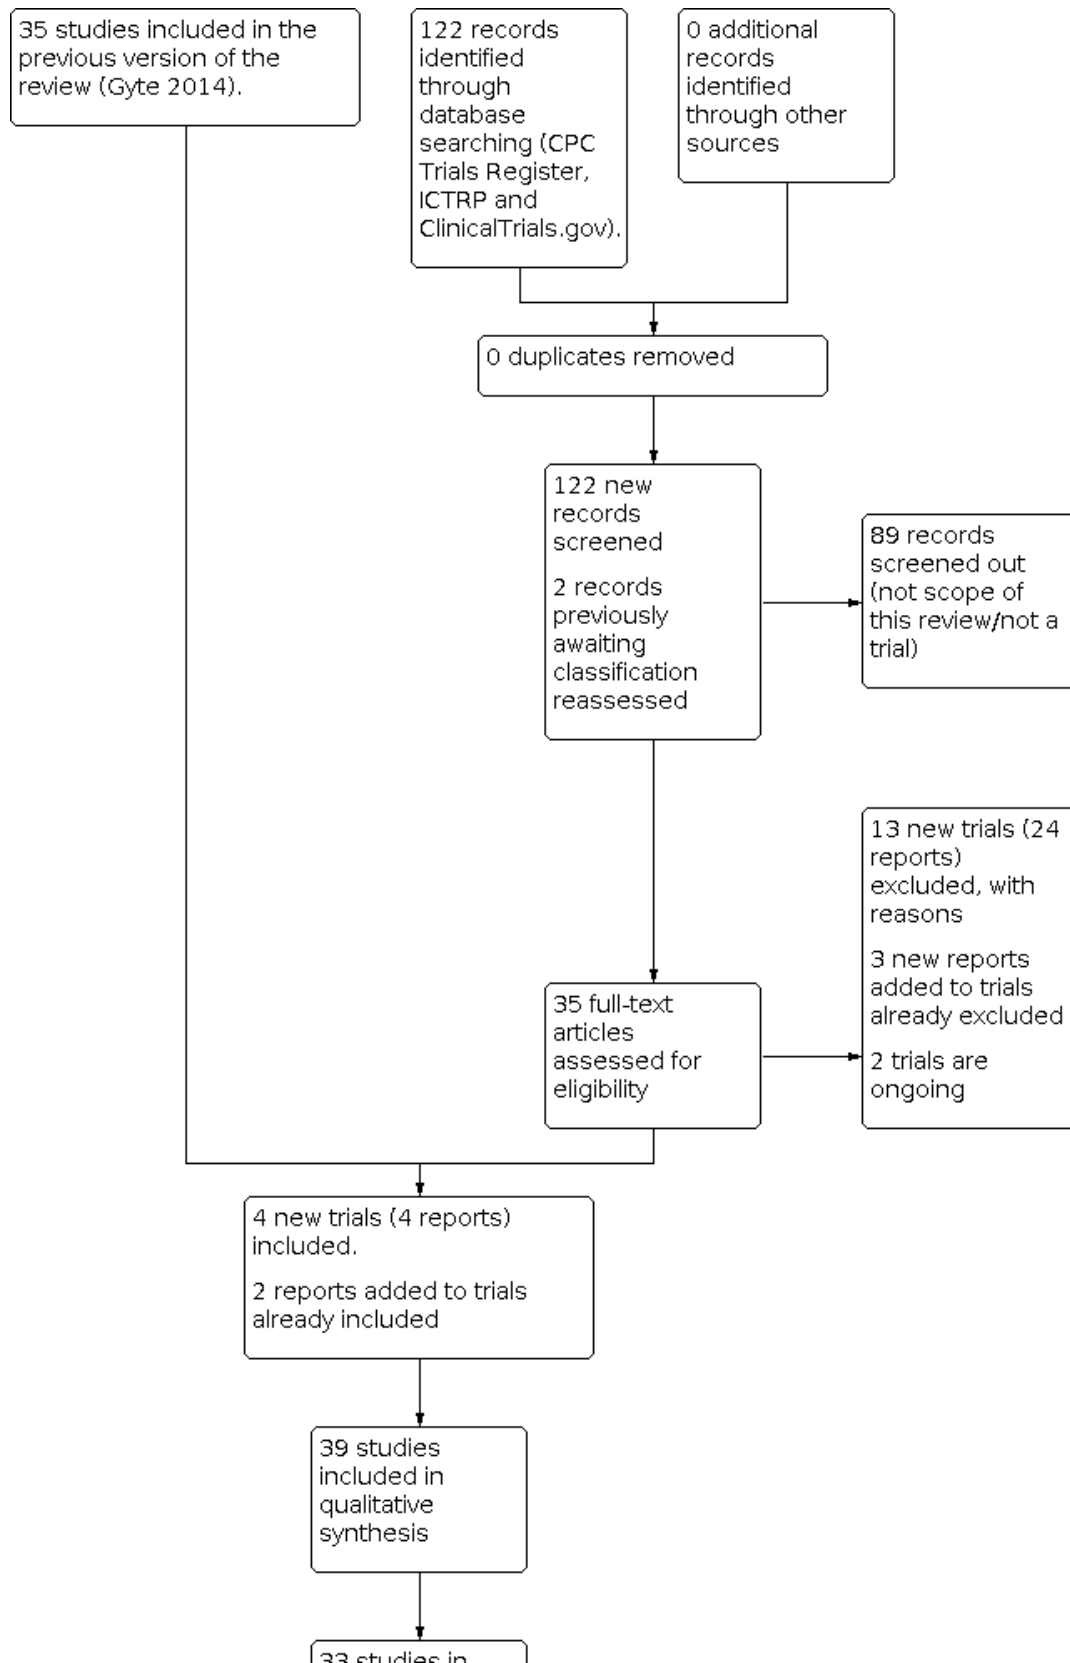 35 studies included in the
previous version of the
review (Gyte 2014).
122 records
identified
through
database
searching (CPC
Trials Register,
ICTRP and
ClinicalTrials.gov).
0 additional
records
identified
through other
sources
0 duplicates removed
122 new
records
screened
2 records
previously
awaiting
classification
reassessed
89 records
screened out
(not scope of
this review/not a
trial)
13 new trials (24
reports)
excluded, with
reasons
3 new reports
added to trials
already excluded
2 trials are
ongoing
35 full-text
articles
assessed for
eligibility
4 new trials (4 reports)
included.
2 reports added to trials
already included
39 studies
included in
qualitative
synthesis
33 studies in